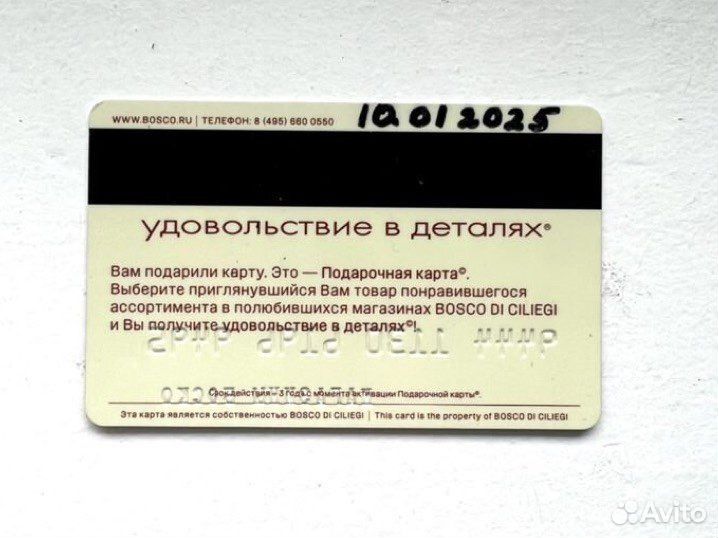 WWW.BOSCO.RU | ТЕЛЕФОН: 8 (495) 660 0550
10 01 2025
УДОВОЛЬСТВИЕ В ДЕТАЛЯХ®
Вам подарили карту. Это — Подарочная карта®.
Выберите приглянувшийся Вам товар понравившегося
ассортимента в полюбившихся магазинах BOSCO DI CILIEGI
и Вы получите удовольствие в деталях®!
Срок действия – 3 года с момента активации Подарочной карты®.
Эта карта является собственностью BOSCO DI CILIEGI | This card is the property of BOSCO DI CILIEGI
Avito